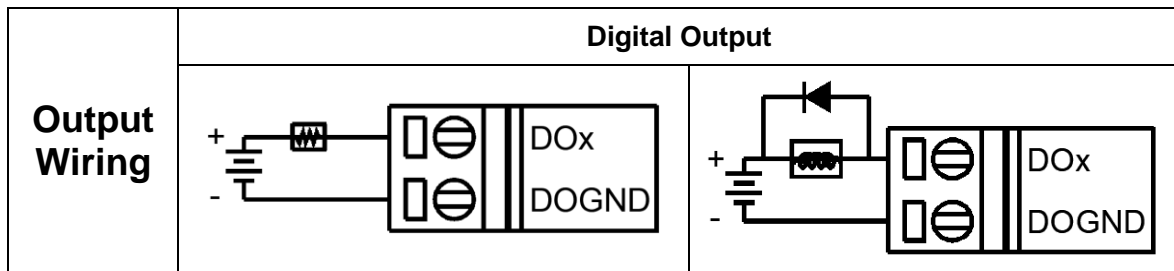 Digital Output
Output
Wiring
+
-
DOx
DOGND
+
-
DOx
DOGND